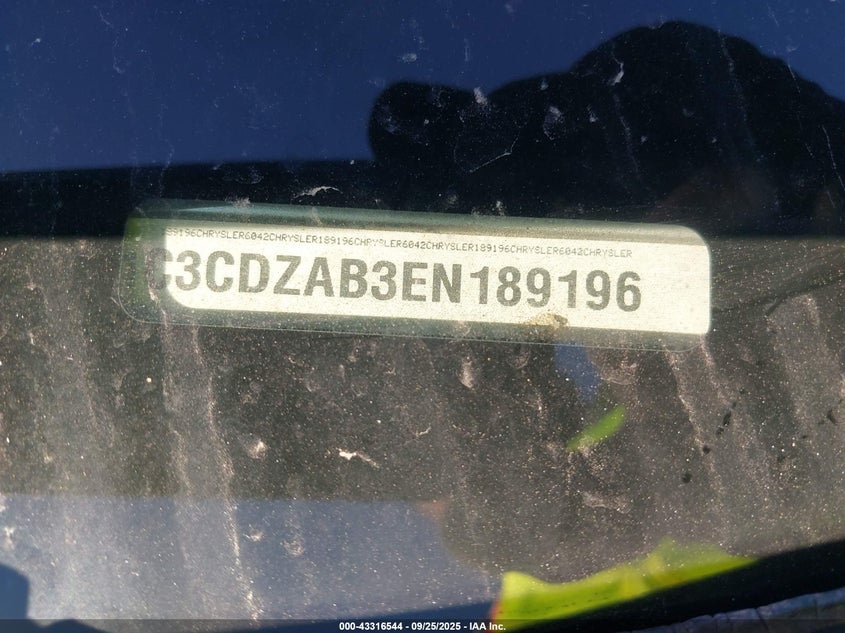 89196CHRYSLER6042CHRYSLER189196CHRYSLER6042CHRYSLER189196CHRYSLER6042CHRYSLER
C3CDZAB3EN189196
000-43316544 - 09/25/2025 - IAA Inc.